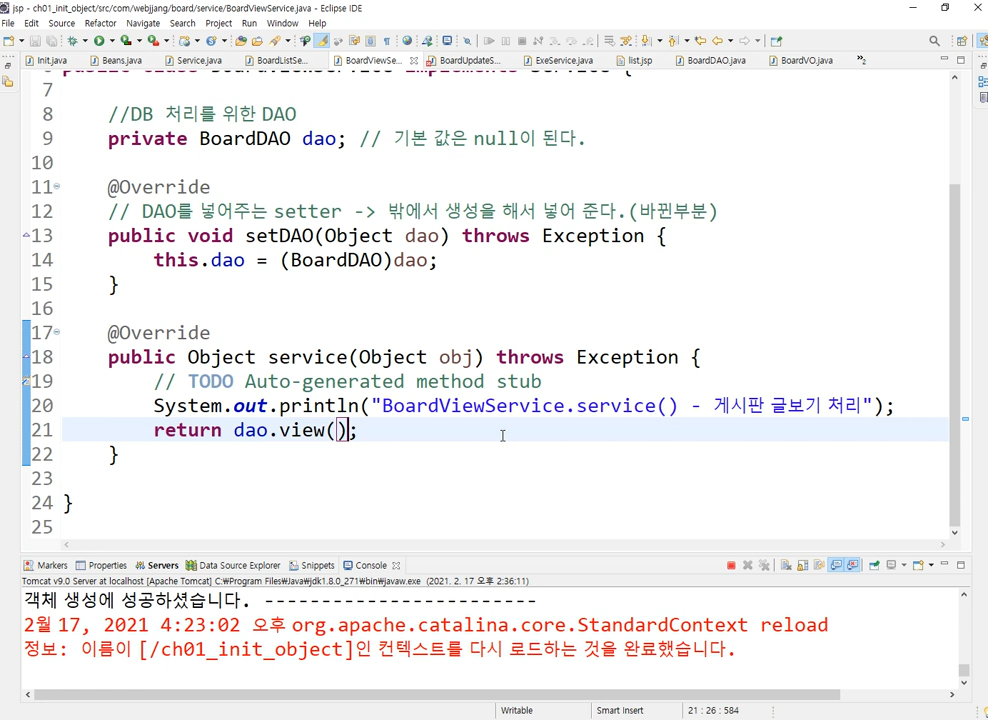 jsp - ch01_init_object/src/com/webjjang/board/service/BoardViewService.java - Eclipse IDE
File Edit Source Refactor Navigate Search Project Run Window Help
Init.java Beans.java Service.java BoardListSe... BoardViewSe... BoardUpdateS... ExeService.java list.jsp BoardDAO.java BoardVO.java »2
7
8 //DB 처리를 위한 DAO
9 private BoardDAO dao; // 기본 값은 null이 된다.
10
11 @Override
12 // DAO를 넣어주는 setter -> 밖에서 생성을 해서 넣어 준다.(바뀐부분)
13 public void setDAO(Object dao) throws Exception {
14 this.dao = (BoardDAO)dao;
15 }
16
17 @Override
18 public Object service(Object obj) throws Exception {
19 // TODO Auto-generated method stub
20 System.out.println("BoardViewService.service() - 게시판 글보기 처리");
21 return dao.view();
22 }
23
24 }
25
Markers Properties Servers Data Source Explorer Snippets Console
Tomcat v9.0 Server at localhost [Apache Tomcat] C:₩Program Files₩Java₩jdk1.8.0_271₩bin₩javaw.exe (2021. 2. 17 오후 2:36:11)
객체 생성에 성공하셨습니다. ------------------------
2월 17, 2021 4:23:02 오후 org.apache.catalina.core.StandardContext reload
정보: 이름이 [/ch01_init_object]인 컨텍스트를 다시 로드하는 것을 완료했습니다.
Writable Smart Insert 21 : 26 : 584